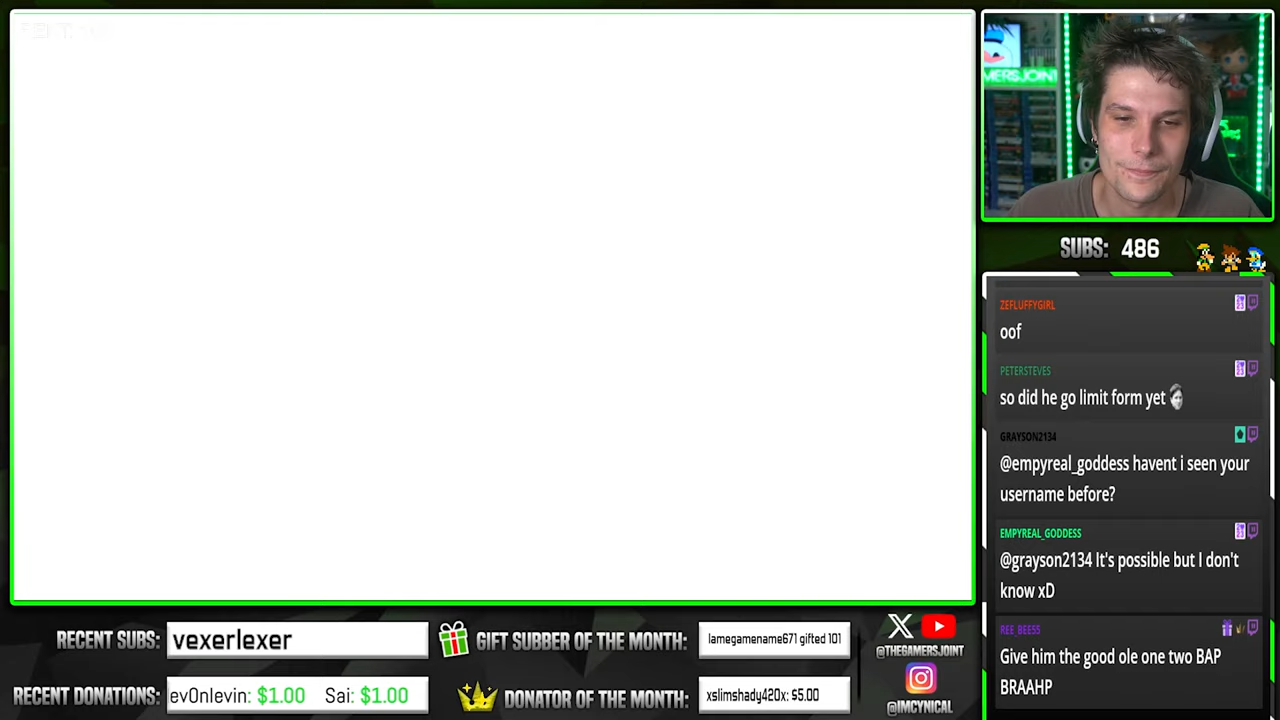 GAMERSJOINT
SUBS: 486
ZEFLUFFYGIRL
oof
PETERSTEVES
so did he go limit form yet
GRAYSON2134
@empyreal_goddess havent i seen your
username before?
EMPYREAL_GODDESS
@grayson2134 It's possible but I don't
know xD
REE_BEES5
Give him the good ole one two BAP
BRAAHP
RECENT SUBS: vexerlexer
GIFT SUBBER OF THE MONTH: lamegamename671 gifted 101
@THEGAMERSJOINT
RECENT DONATIONS: ev0nlevin: $1.00 Sai: $1.00
DONATOR OF THE MONTH: xslimshady420x: $5.00
@IMCYNICAL